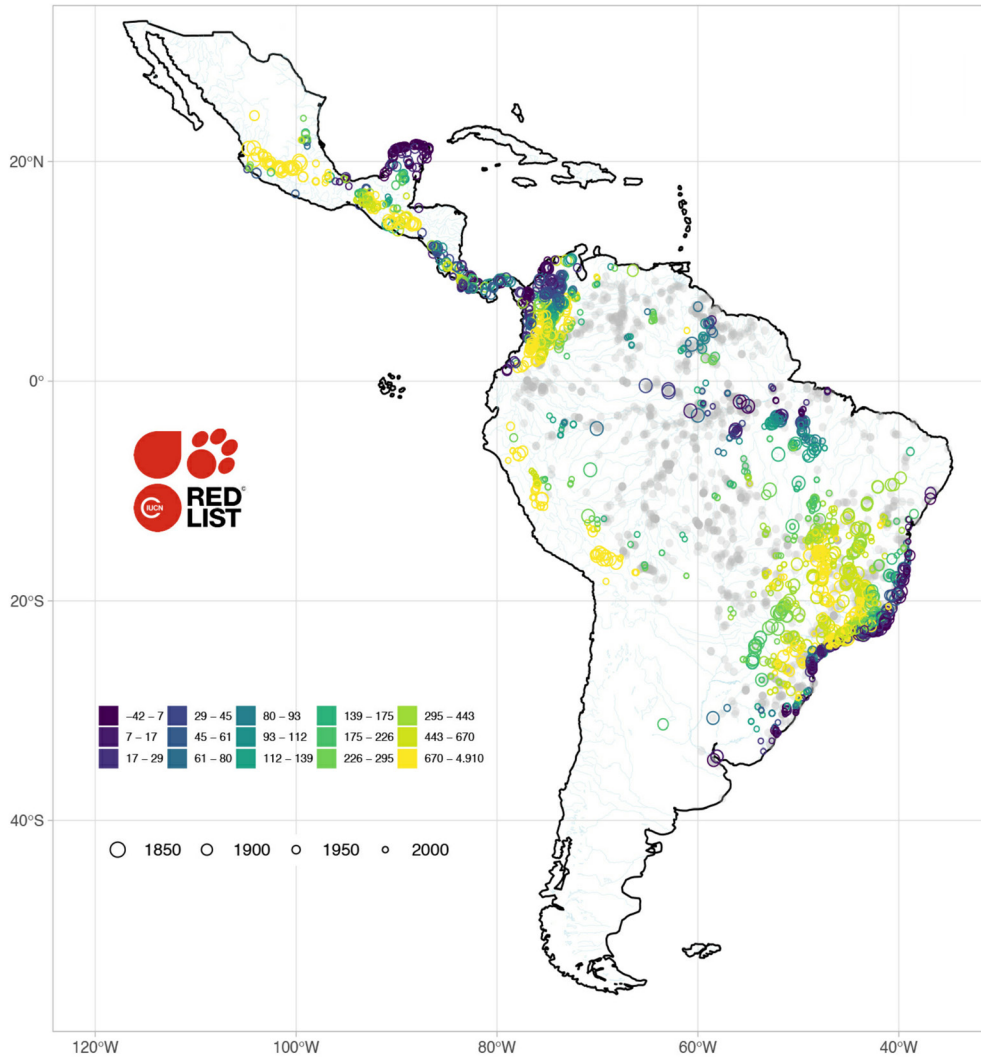 20°N
0°
IUCN
RED
LIST
©
20°S
-42 – 7 29 – 45 80 – 93 139 – 175 295 – 443
7 – 17 45 – 61 93 – 112 175 – 226 443 – 670
17 – 29 61 – 80 112 – 139 226 – 295 670 – 4.910
40°S
1850 1900 1950 2000
120°W 100°W 80°W 60°W 40°W